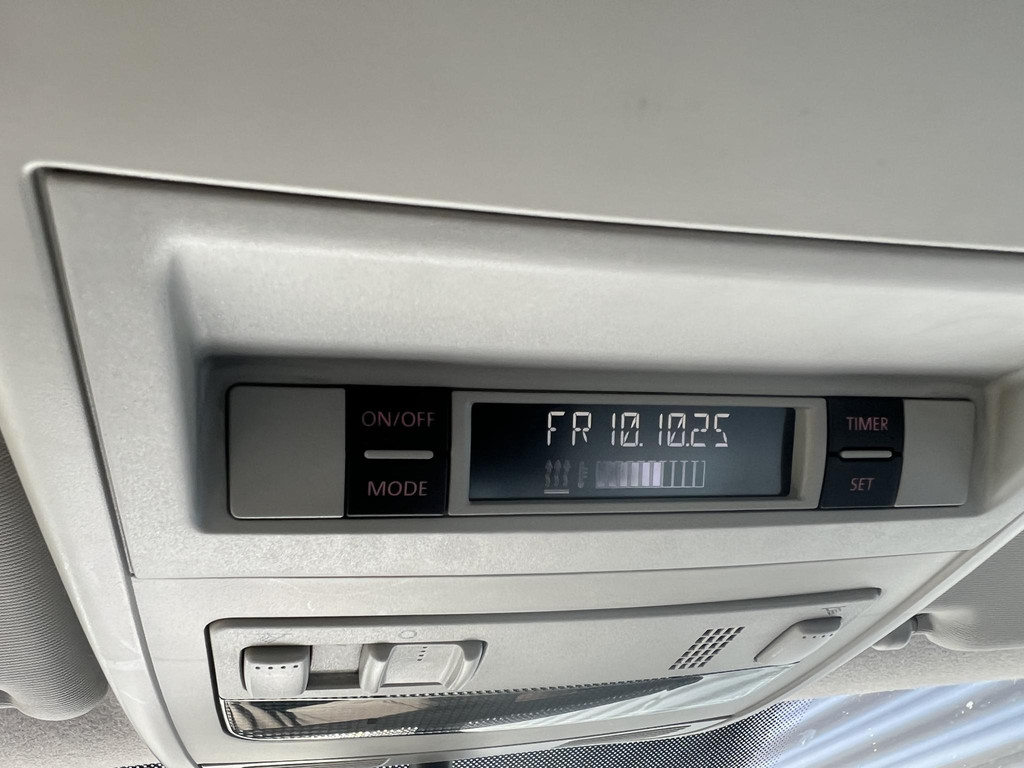 ON/OFF
MODE
FR 10.10.25
TIMER
SET